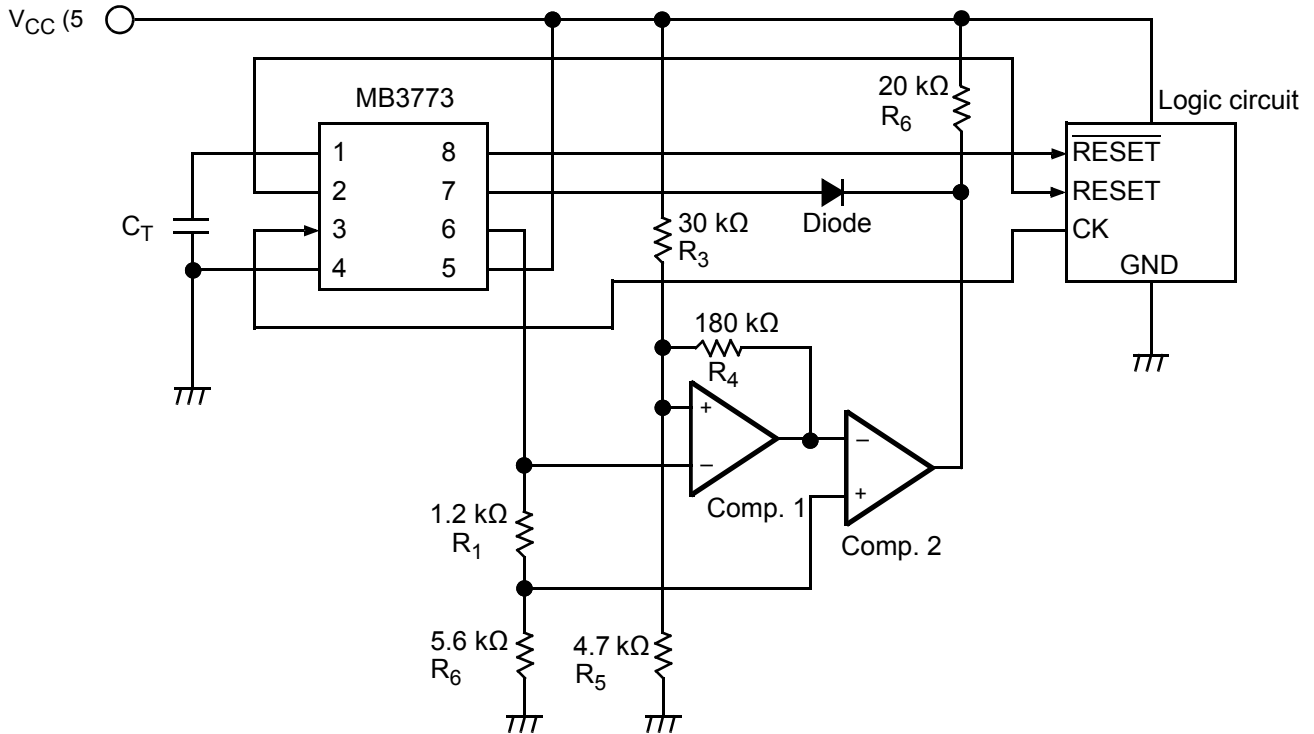 VCC (5
MB3773
1 8
2 7
3 6
4 5
CT
20 kΩ
R6
Logic circuit
RESET
RESET
CK
GND
Diode
30 kΩ
R3
180 kΩ
R4
+
−
Comp. 1
−
+
Comp. 2
1.2 kΩ
R1
5.6 kΩ
R6
4.7 kΩ
R5